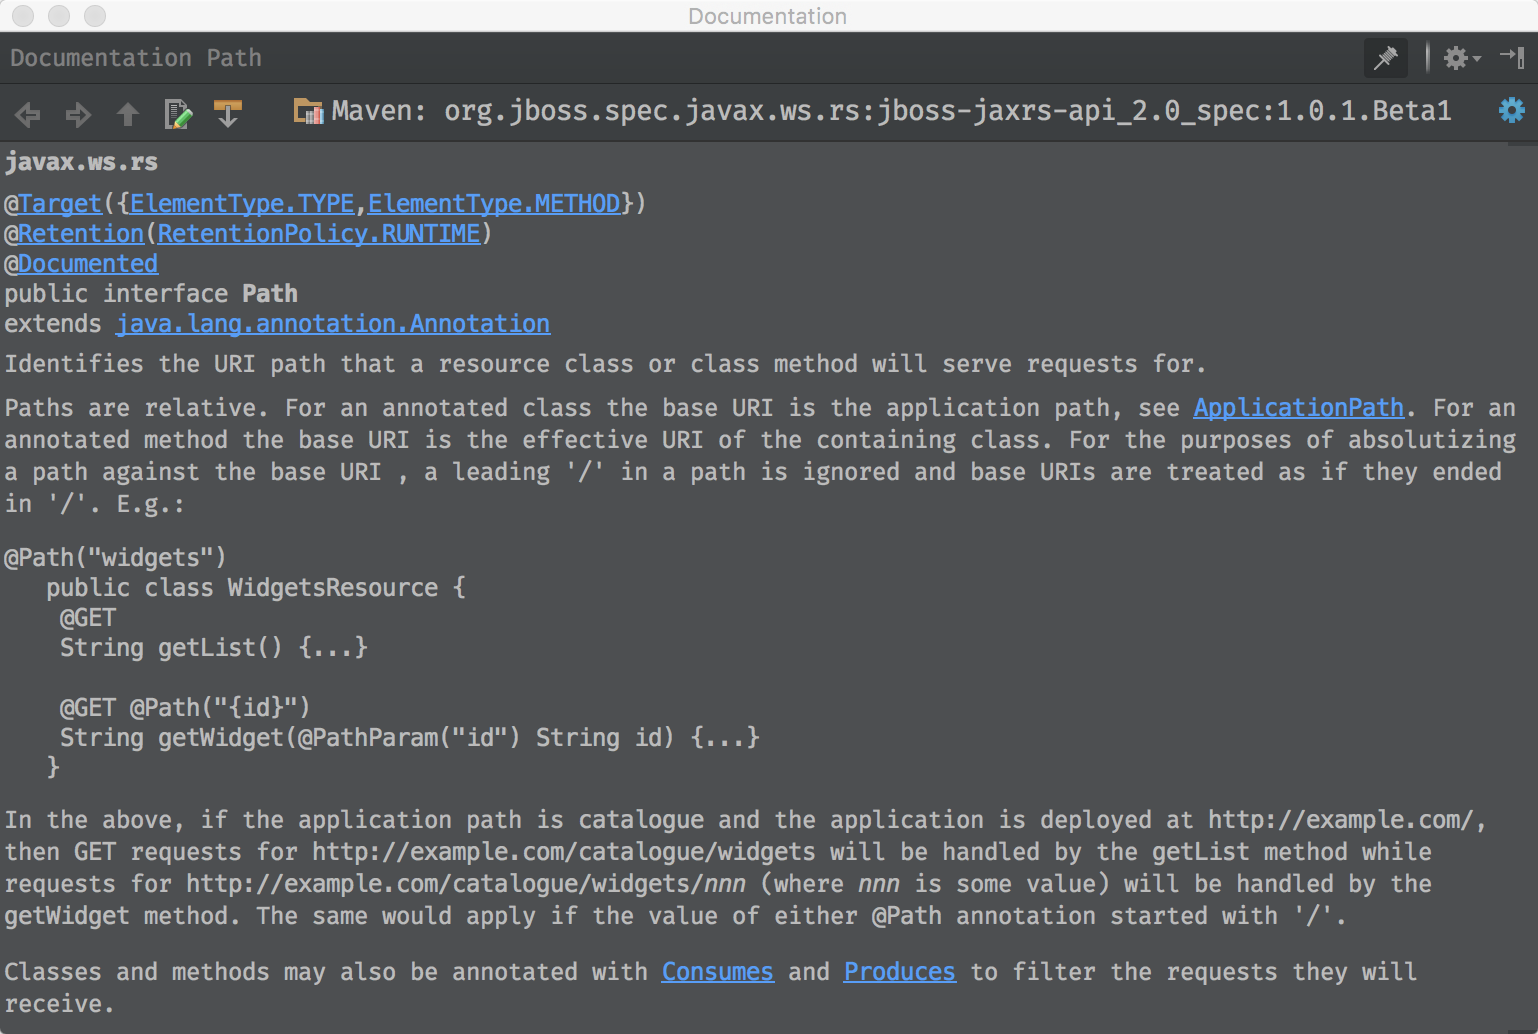 Documentation
Documentation Path
Maven: org.jboss.spec.javax.ws.rs:jboss-jaxrs-api_2.0_spec:1.0.1.Beta1
javax.ws.rs
@Target({ElementType.TYPE,ElementType.METHOD})
@Retention(RetentionPolicy.RUNTIME)
@Documented
public interface Path
extends java.lang.annotation.Annotation
Identifies the URI path that a resource class or class method will serve requests for.
Paths are relative. For an annotated class the base URI is the application path, see ApplicationPath. For an
annotated method the base URI is the effective URI of the containing class. For the purposes of absolutizing
a path against the base URI , a leading '/' in a path is ignored and base URIs are treated as if they ended
in '/'. E.g.:
@Path("widgets")
public class WidgetsResource {
@GET
String getList() {...}
@GET @Path("{id}")
String getWidget(@PathParam("id") String id) {...}
}
In the above, if the application path is catalogue and the application is deployed at http://example.com/,
then GET requests for http://example.com/catalogue/widgets will be handled by the getList method while
requests for http://example.com/catalogue/widgets/nnn (where nnn is some value) will be handled by the
getWidget method. The same would apply if the value of either @Path annotation started with '/'.
Classes and methods may also be annotated with Consumes and Produces to filter the requests they will
receive.